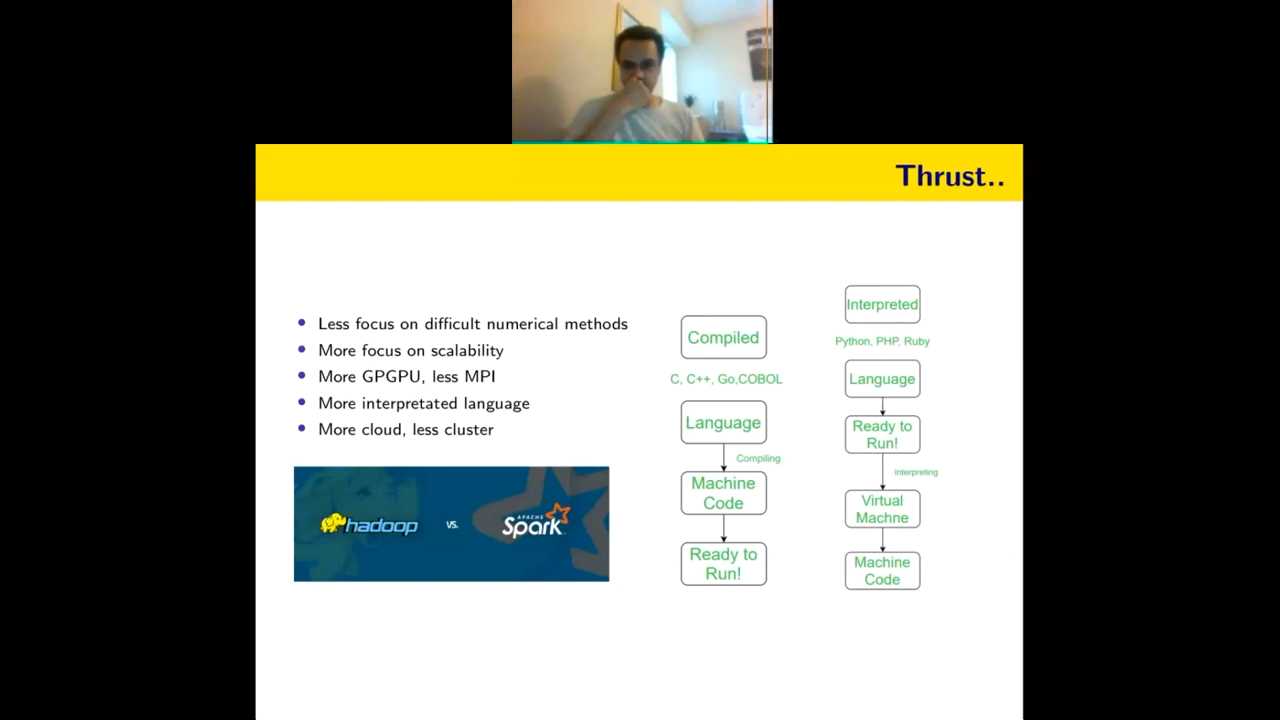 Thrust..
Less focus on difficult numerical methods
More focus on scalability
More GPGPU, less MPI
More interpretated language
More cloud, less cluster
hadoop
vs.
APACHE
Spark
Compiled
C, C++, Go,COBOL
Language
Compiling
Machine
Code
Ready to
Run!
Interpreted
Python, PHP, Ruby
Language
Ready to
Run!
Interpreting
Virtual
Machne
Machine
Code